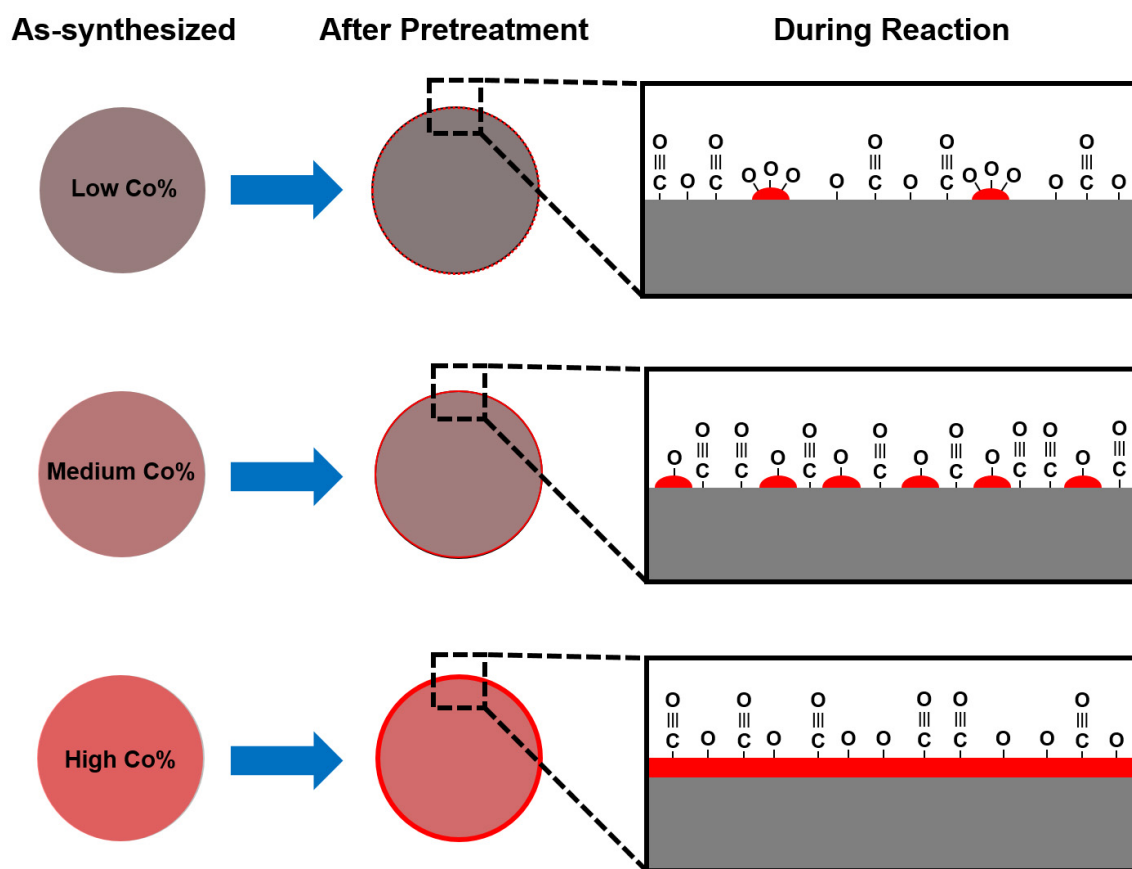 As-synthesized
After Pretreatment
During Reaction
Low Co%
O O O O O
O O
C O C O O O C O C O O O C O
Medium Co%
O O O O O O O O
O C C O C O C O C O C C O C
High Co%
O O O O O O
C O C O C O O C C O O C O